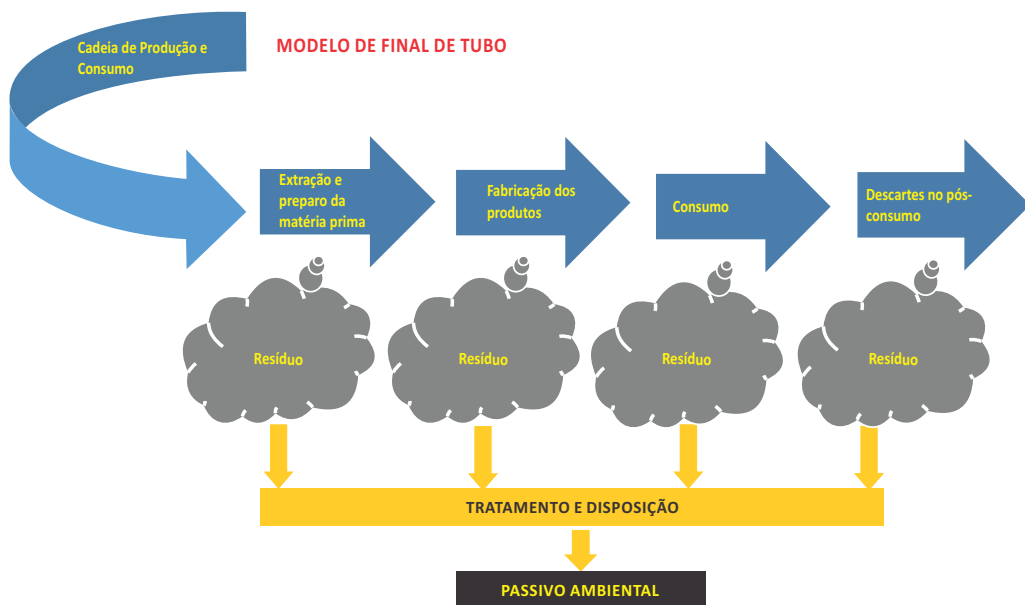 Cadeia de Produção e
Consumo
MODELO DE FINAL DE TUBO
Extração e
preparo da
matéria prima
Fabricação dos
produtos
Consumo
Descartes no pós-
consumo
Resíduo
Resíduo
Resíduo
Resíduo
TRATAMENTO E DISPOSIÇÃO
PASSIVO AMBIENTAL